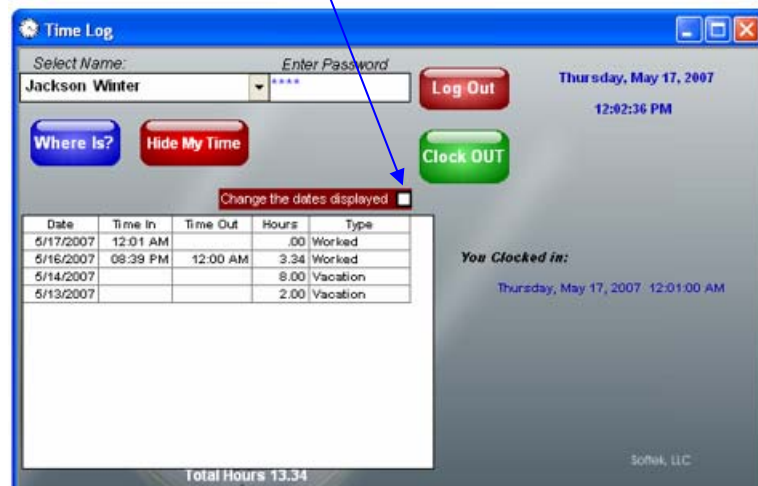 Time Log
Select Name: Enter Password
Jackson Winter ****
Log Out
Thursday, May 17, 2007
12:02:36 PM
Where Is? Hide My Time
Clock OUT
Change the dates displayed
Date Time In Time Out Hours Type
5/17/2007 12:01 AM .00 Worked
5/16/2007 08:39 PM 12:00 AM 3.34 Worked
5/14/2007 8.00 Vacation
5/13/2007 2.00 Vacation
You Clocked in:
Thursday, May 17, 2007 12:01:00 AM
Total Hours 13.34
Softek, LLC